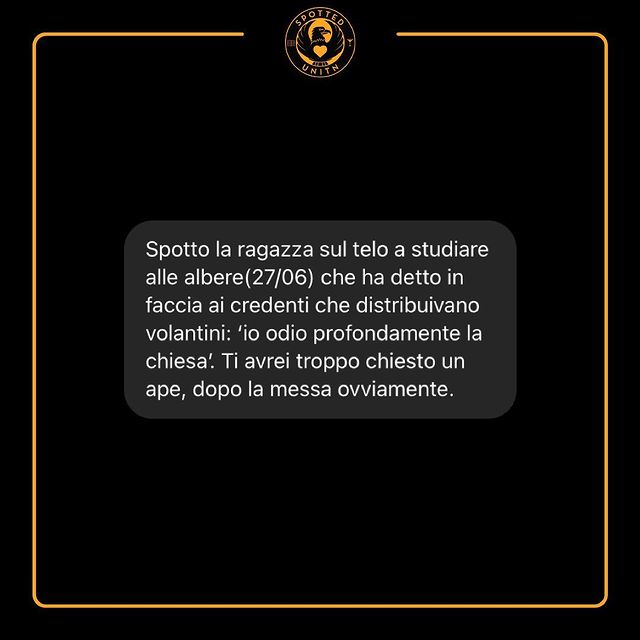 SPOTTED
UNITN
Spotto la ragazza sul telo a studiare
alle albere(27/06) che ha detto in
faccia ai credenti che distribuivano
volantini: ‘io odio profondamente la
chiesa’. Ti avrei troppo chiesto un
ape, dopo la messa ovviamente.